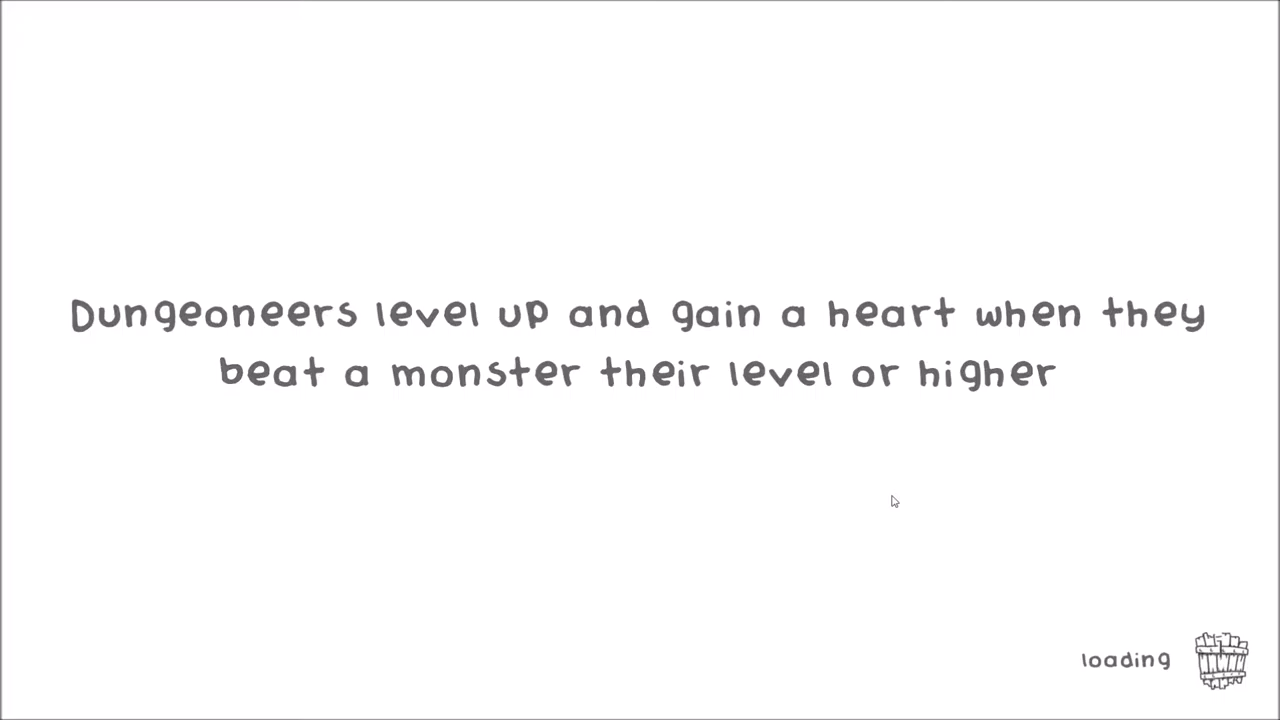 Dungeoneers level up and gain a heart when they
beat a monster their level or higher
loading